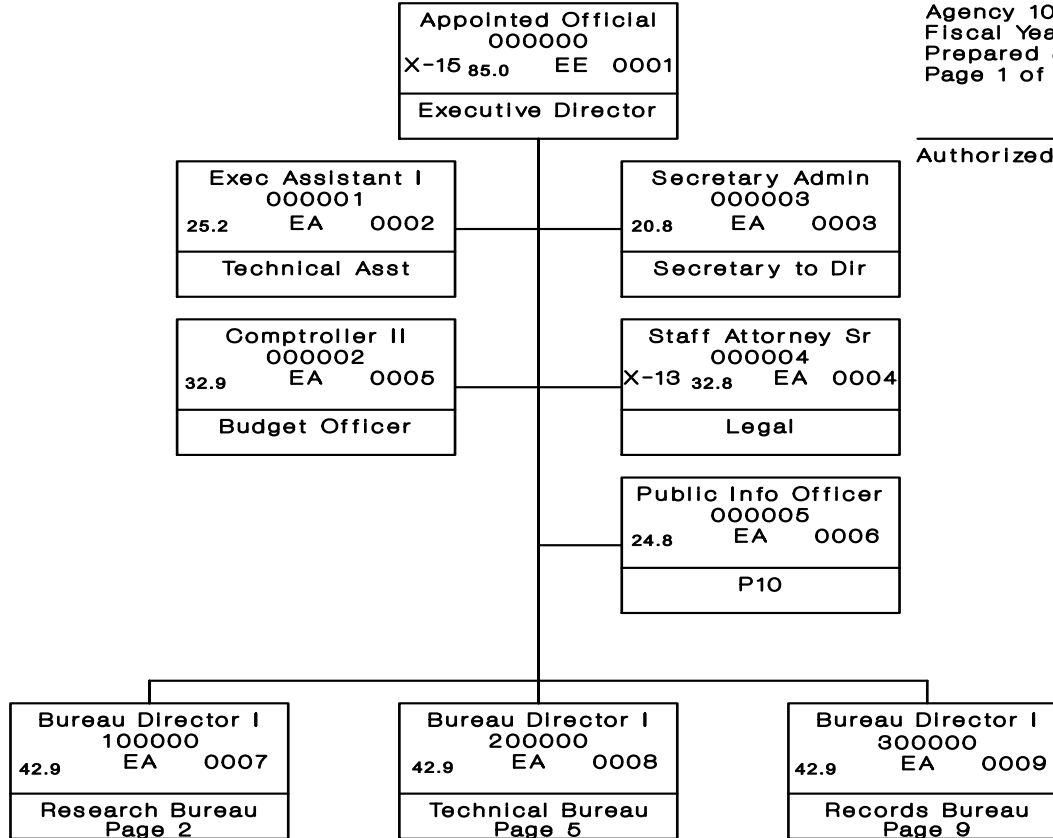 Appointed Official
000000
X-15 85.0 EE 0001
Executive Director
Agency 10
Fiscal Yea
Prepared
Page 1 of
Authorized
Exec Assistant I
000001
25.2 EA 0002
Technical Asst
Secretary Admin
000003
20.8 EA 0003
Secretary to Dir
Comptroller II
000002
32.9 EA 0005
Budget Officer
Staff Attorney Sr
000004
X-13 32.8 EA 0004
Legal
Public Info Officer
000005
24.8 EA 0006
P10
Bureau Director I
100000
42.9 EA 0007
Research Bureau
Page 2
Bureau Director I
200000
42.9 EA 0008
Technical Bureau
Page 5
Bureau Director I
300000
42.9 EA 0009
Records Bureau
Page 9